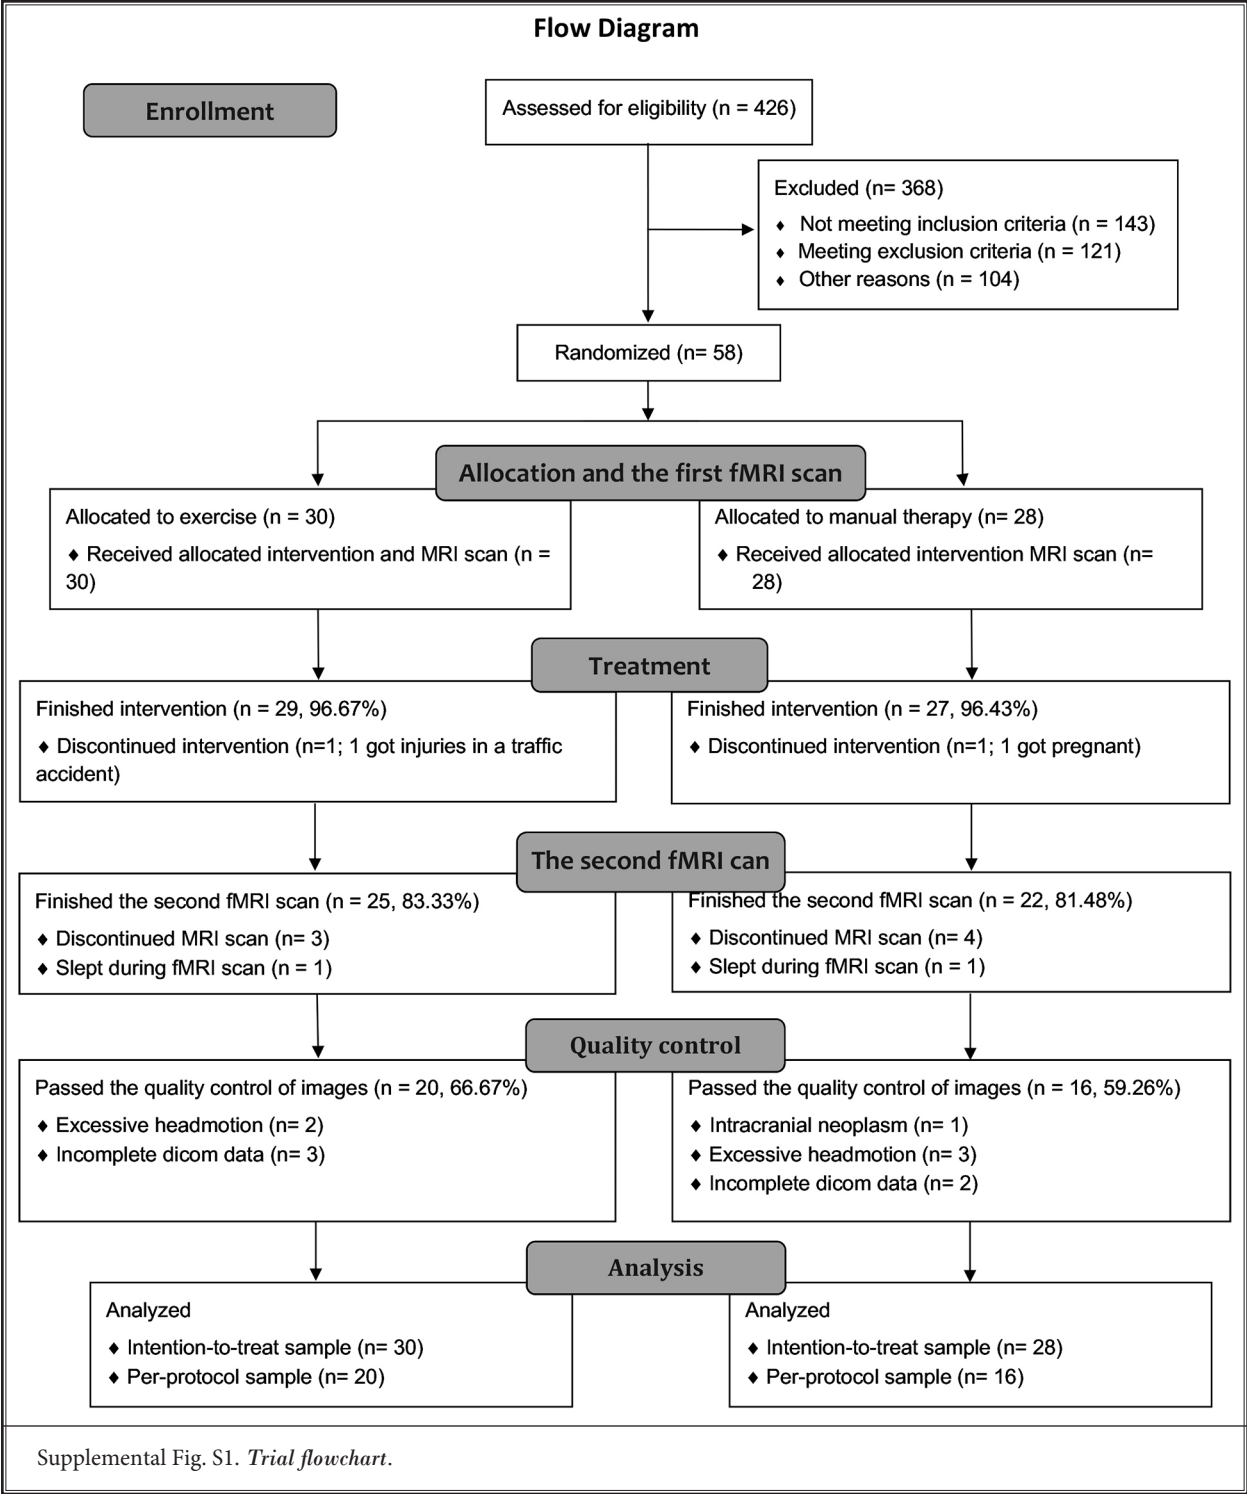 Flow Diagram
Enrollment
Assessed for eligibility (n = 426)
Excluded (n= 368)
♦ Not meeting inclusion criteria (n = 143)
♦ Meeting exclusion criteria (n = 121)
♦ Other reasons (n = 104)
Randomized (n= 58)
Allocation and the first fMRI scan
Allocated to exercise (n = 30)
♦ Received allocated intervention and MRI scan (n =
30)
Allocated to manual therapy (n= 28)
♦ Received allocated intervention MRI scan (n=
28)
Treatment
Finished intervention (n = 29, 96.67%)
♦ Discontinued intervention (n=1; 1 got injuries in a traffic
accident)
Finished intervention (n = 27, 96.43%)
♦ Discontinued intervention (n=1; 1 got pregnant)
The second fMRI can
Finished the second fMRI scan (n = 25, 83.33%)
♦ Discontinued MRI scan (n= 3)
♦ Slept during fMRI scan (n = 1)
Finished the second fMRI scan (n = 22, 81.48%)
♦ Discontinued MRI scan (n= 4)
♦ Slept during fMRI scan (n = 1)
Quality control
Passed the quality control of images (n = 20, 66.67%)
♦ Excessive headmotion (n= 2)
♦ Incomplete dicom data (n= 3)
Passed the quality control of images (n = 16, 59.26%)
♦ Intracranial neoplasm (n= 1)
♦ Excessive headmotion (n= 3)
♦ Incomplete dicom data (n= 2)
Analysis
Analyzed
♦ Intention-to-treat sample (n= 30)
♦ Per-protocol sample (n= 20)
Analyzed
♦ Intention-to-treat sample (n= 28)
♦ Per-protocol sample (n= 16)
Supplemental Fig. S1. Trial flowchart.